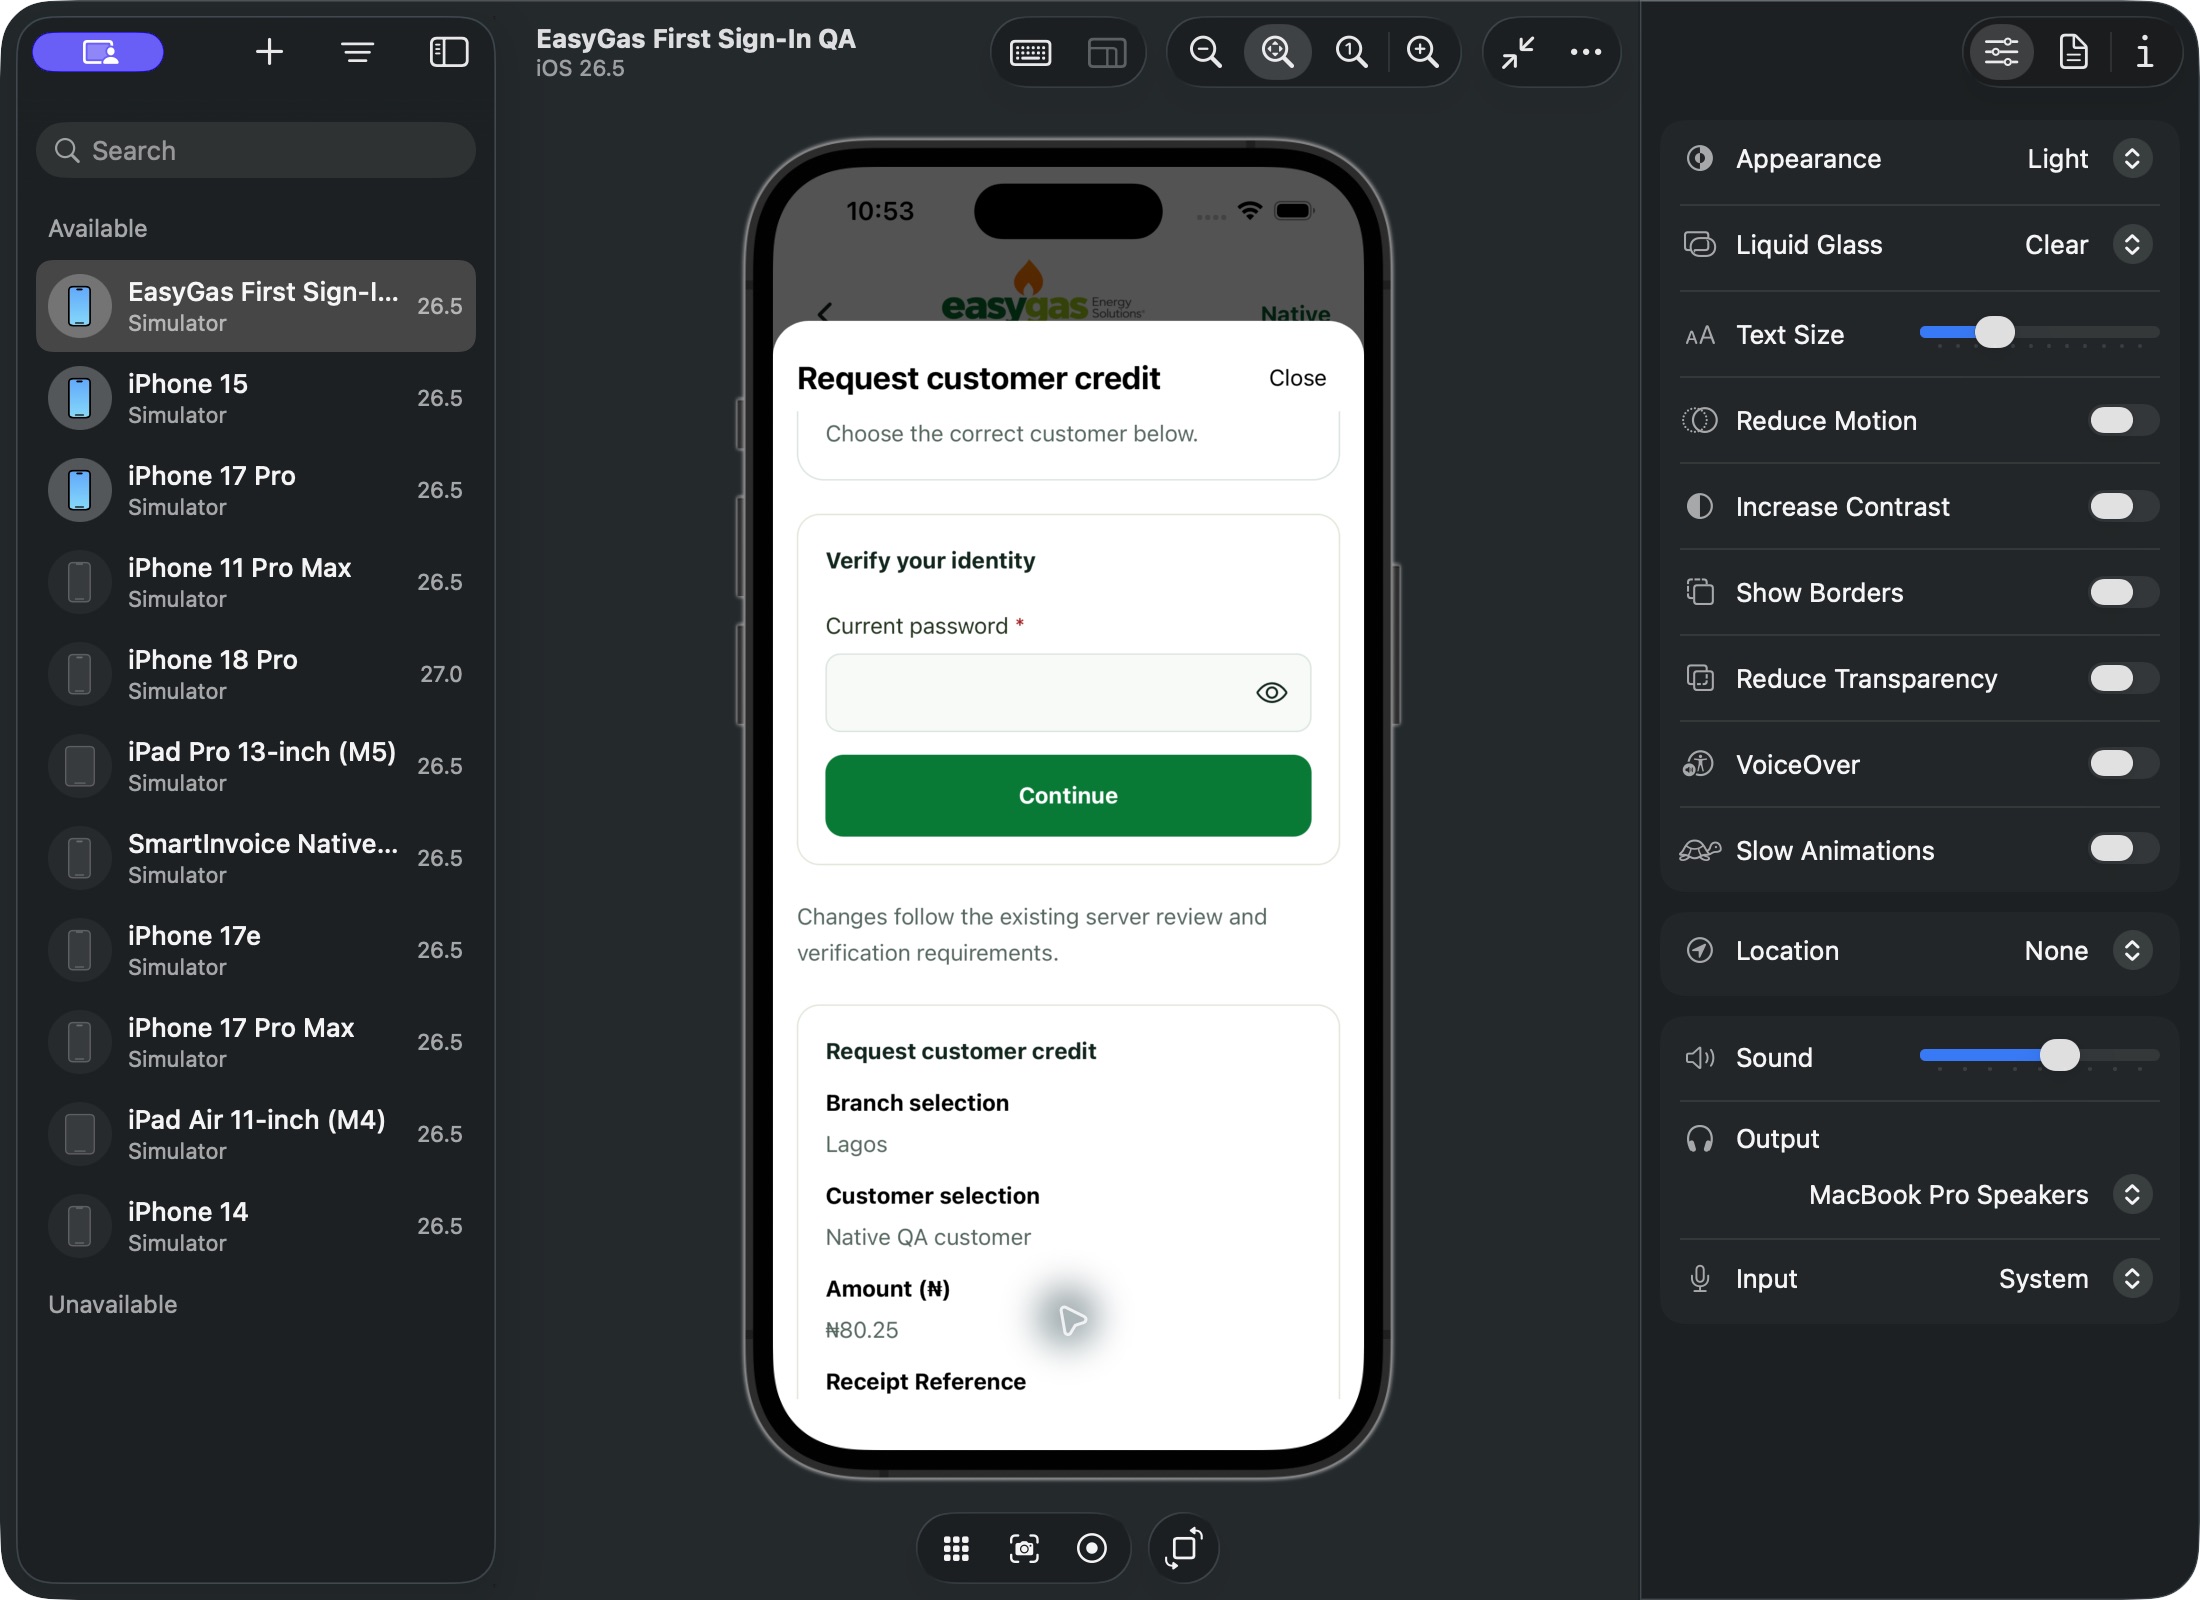 Search
Available
EasyGas First Sign-I...
Simulator
26.5
iPhone 15
Simulator
26.5
iPhone 17 Pro
Simulator
26.5
iPhone 11 Pro Max
Simulator
26.5
iPhone 18 Pro
Simulator
27.0
iPad Pro 13-inch (M5)
Simulator
26.5
SmartInvoice Native...
Simulator
26.5
iPhone 17e
Simulator
26.5
iPhone 17 Pro Max
Simulator
26.5
iPad Air 11-inch (M4)
Simulator
26.5
iPhone 14
Simulator
26.5
Unavailable
EasyGas First Sign-In QA
iOS 26.5
10:53
easygas Energy Solutions
Native
Request customer credit
Close
Choose the correct customer below.
Verify your identity
Current password *
Continue
Changes follow the existing server review and
verification requirements.
Request customer credit
Branch selection
Lagos
Customer selection
Native QA customer
Amount (₦)
₦80.25
Receipt Reference
Appearance
Light
Liquid Glass
Clear
AA Text Size
Reduce Motion
Increase Contrast
Show Borders
Reduce Transparency
VoiceOver
Slow Animations
Location
None
Sound
Output
MacBook Pro Speakers
Input
System